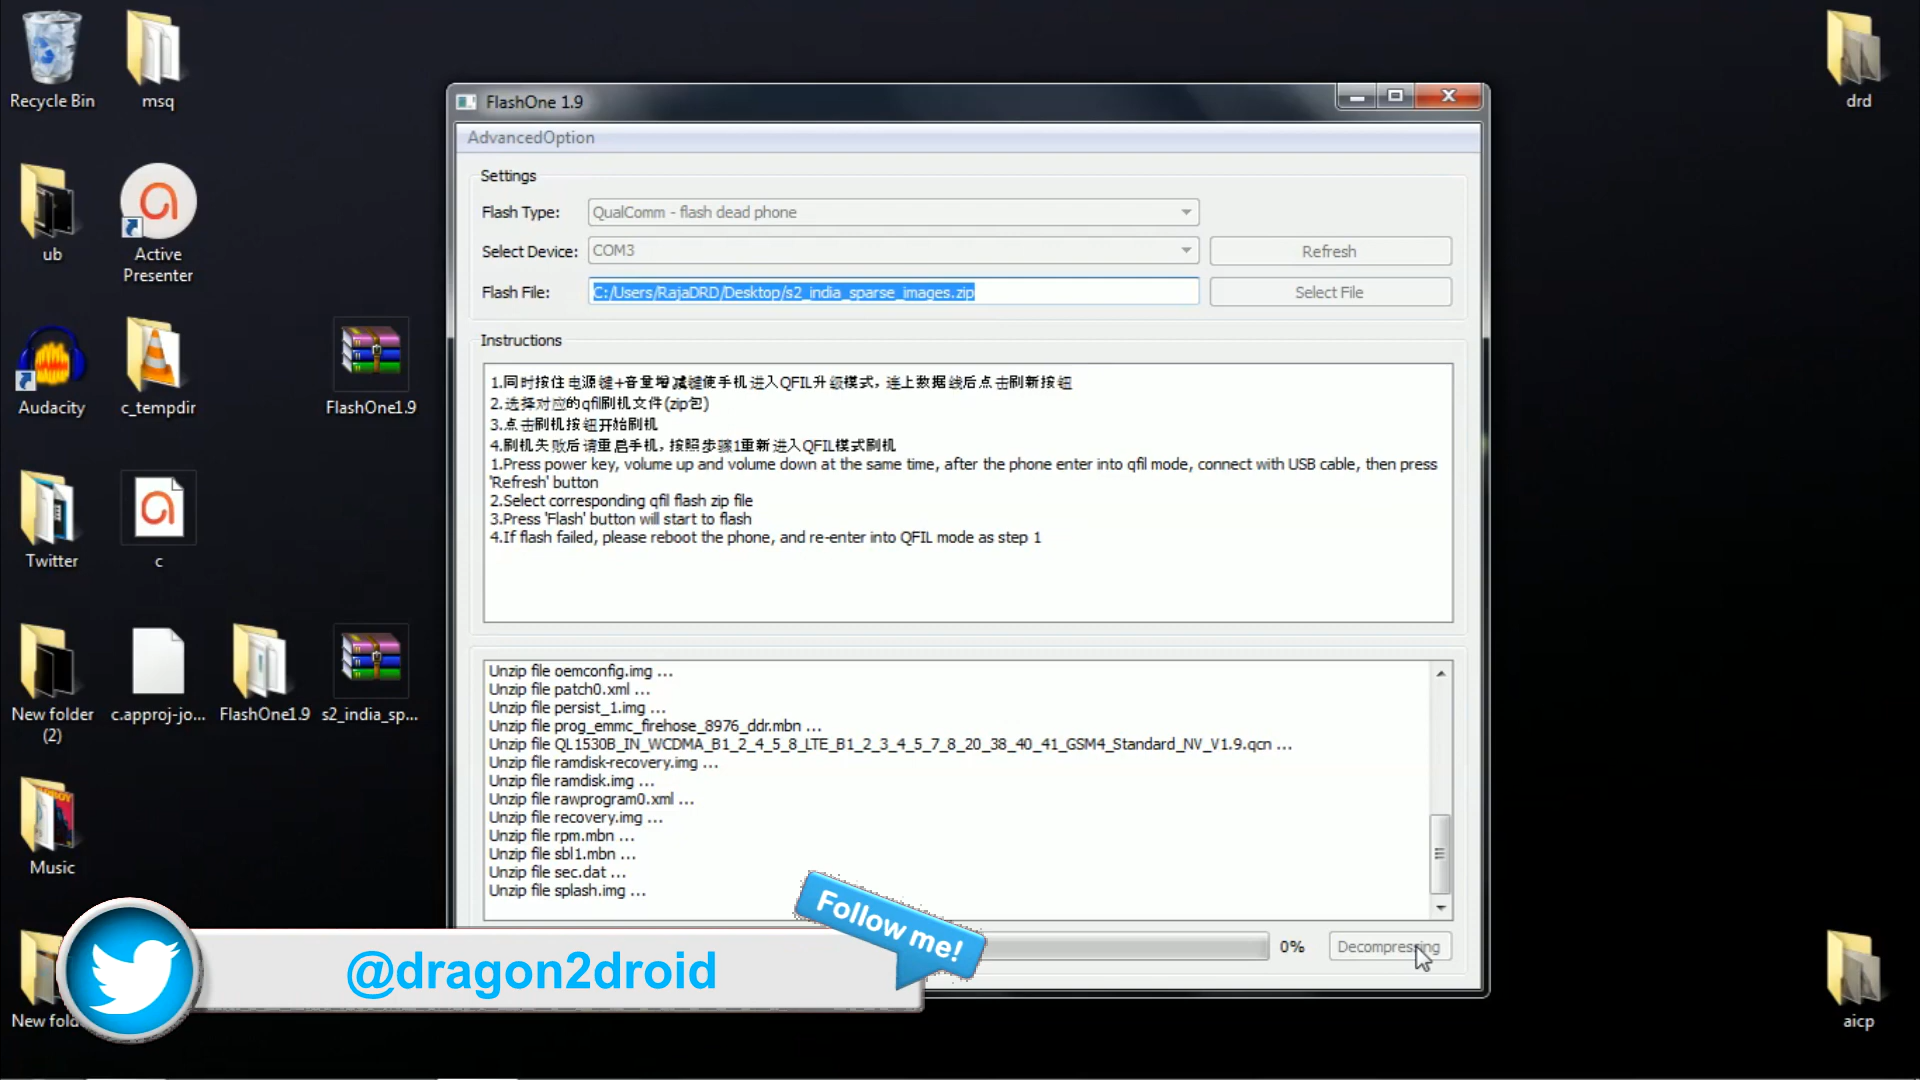 Recycle Bin
msq
drd
ub
Active
Presenter
Audacity
c_tempdir
FlashOne1.9
Twitter
c
New folder
(2)
c.approj-jo...
FlashOne1.9
s2_india_sp...
Music
New fold
aicp
FlashOne 1.9
AdvancedOption
Settings
Flash Type:
QualComm - flash dead phone
Select Device:
COM3
Refresh
Flash File:
C:/Users/RajaDRD/Desktop/s2_india_sparse_images.zip
Select File
Instructions
1.同时按住电源键+音量增减键使手机进入QFIL升级模式，连上数据线后点击刷新按钮
2.选择对应的qfil刷机文件(zip包)
3.点击刷机按钮开始刷机
4.刷机失败后请重启手机，按照步骤1重新进入QFIL模式刷机
1.Press power key, volume up and volume down at the same time, after the phone enter into qfil mode, connect with USB cable, then press
'Refresh' button
2.Select corresponding qfil flash zip file
3.Press 'Flash' button will start to flash
4.If flash failed, please reboot the phone, and re-enter into QFIL mode as step 1
Unzip file oemconfig.img ...
Unzip file patch0.xml ...
Unzip file persist_1.img ...
Unzip file prog_emmc_firehose_8976_ddr.mbn ...
Unzip file QL1530B_IN_WCDMA_B1_2_4_5_8_LTE_B1_2_3_4_5_7_8_20_38_40_41_GSM4_Standard_NV_V1.9.qcn ...
Unzip file ramdisk-recovery.img ...
Unzip file ramdisk.img ...
Unzip file rawprogram0.xml ...
Unzip file recovery.img ...
Unzip file rpm.mbn ...
Unzip file sbl1.mbn ...
Unzip file sec.dat ...
Unzip file splash.img ...
0%
Decompressing
Follow me!
@dragon2droid